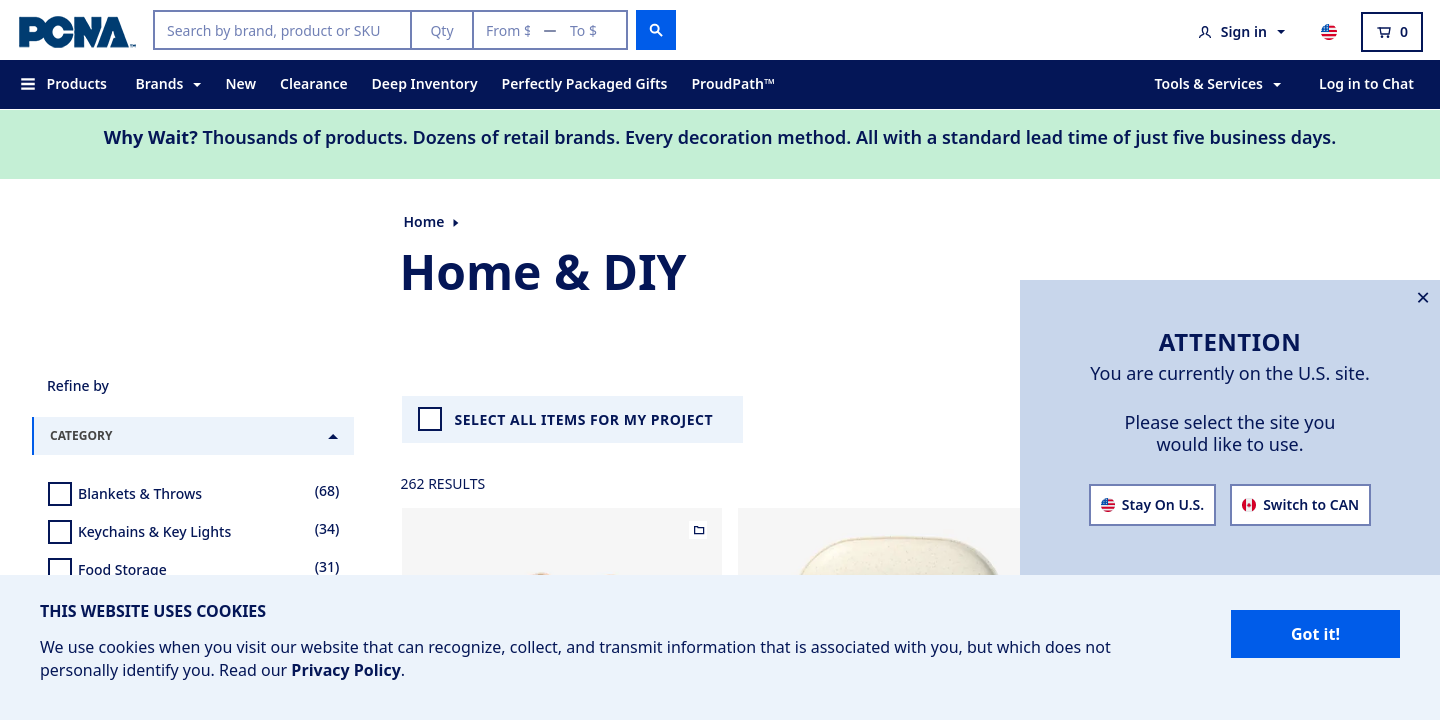 PCNA™
Search by brand, product or SKU
Qty
From $
—
To $
Sign in
0
Products
Brands
New
Clearance
Deep Inventory
Perfectly Packaged Gifts
ProudPath™
Tools & Services
Log in to Chat
Why Wait? Thousands of products. Dozens of retail brands. Every decoration method. All with a standard lead time of just five business days.
Home
Home & DIY
Refine by
CATEGORY
Blankets & Throws
(68)
Keychains & Key Lights
(34)
Food Storage
(31)
SELECT ALL ITEMS FOR MY PROJECT
262 RESULTS
×
ATTENTION
You are currently on the U.S. site.
Please select the site you
would like to use.
Stay On U.S.
Switch to CAN
THIS WEBSITE USES COOKIES
We use cookies when you visit our website that can recognize, collect, and transmit information that is associated with you, but which does not
personally identify you. Read our Privacy Policy.
Got it!